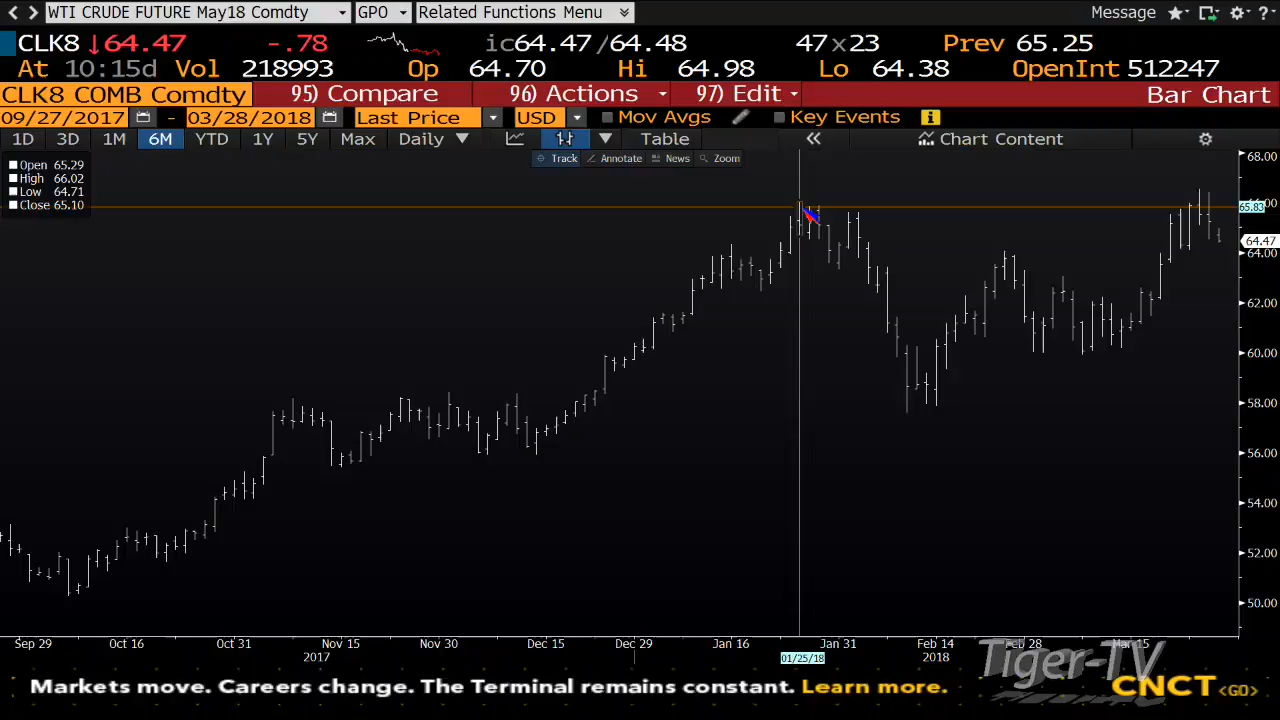 WTI CRUDE FUTURE May18 Comdty GPO Related Functions Menu Message
CLK8 ↓64.47 -.78 ic64.47/64.48 47x23 Prev 65.25
At 10:15d Vol 218993 Op 64.70 Hi 64.98 Lo 64.38 OpenInt 512247
CLK8 COMB Comdty 95) Compare 96) Actions 97) Edit Bar Chart
09/27/2017 - 03/28/2018 Last Price USD Mov Avgs Key Events
1D 3D 1M 6M YTD 1Y 5Y Max Daily Table « Chart Content
Track Annotate News Zoom
Open 65.29
High 66.02
Low 64.71
Close 65.10
68.00
65.83
64.47
64.00
62.00
60.00
58.00
56.00
54.00
52.00
50.00
Sep 29 Oct 16 Oct 31 Nov 15 Nov 30 Dec 15 Dec 29 Jan 16 Jan 31 Feb 14 Feb 28 Mar 15
2017 01/25/18 2018
Tiger-TV
Markets move. Careers change. The Terminal remains constant. Learn more. CNCT <GO>